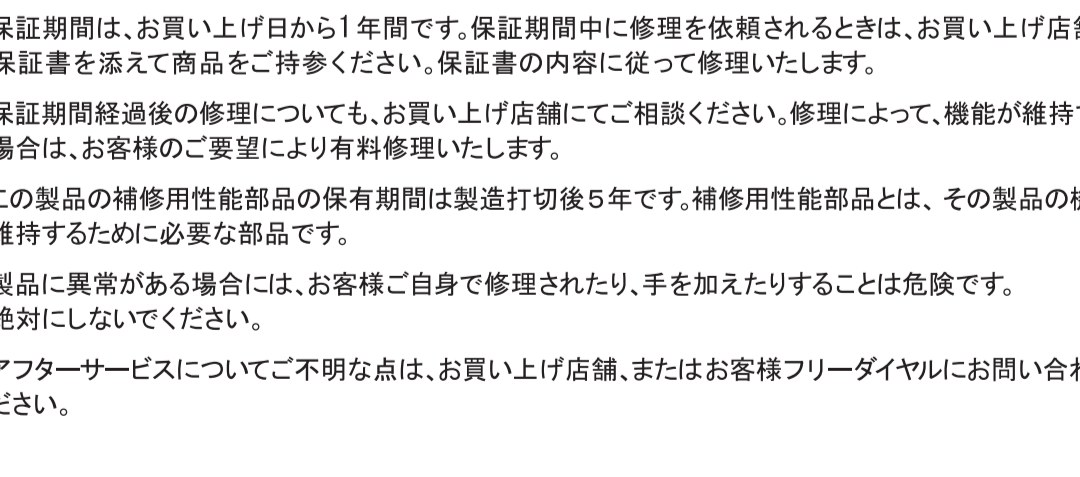 保証期間は、お買い上げ日から1年間です。保証期間中に修理を依頼されるときは、お買い上げ店舗
保証書を添えて商品をご持参ください。保証書の内容に従って修理いたします。
保証期間経過後の修理についても、お買い上げ店舗にてご相談ください。修理によって、機能が維持
場合は、お客様のご要望により有料修理いたします。
この製品の補修用性能部品の保有期間は製造打切後5年です。補修用性能部品とは、その製品の機
維持するために必要な部品です。
製品に異常がある場合には、お客様ご自身で修理されたり、手を加えたりすることは危険です。
絶対にしないでください。
アフターサービスについてご不明な点は、お買い上げ店舗、またはお客様フリーダイヤルにお問い合わ
ださい。